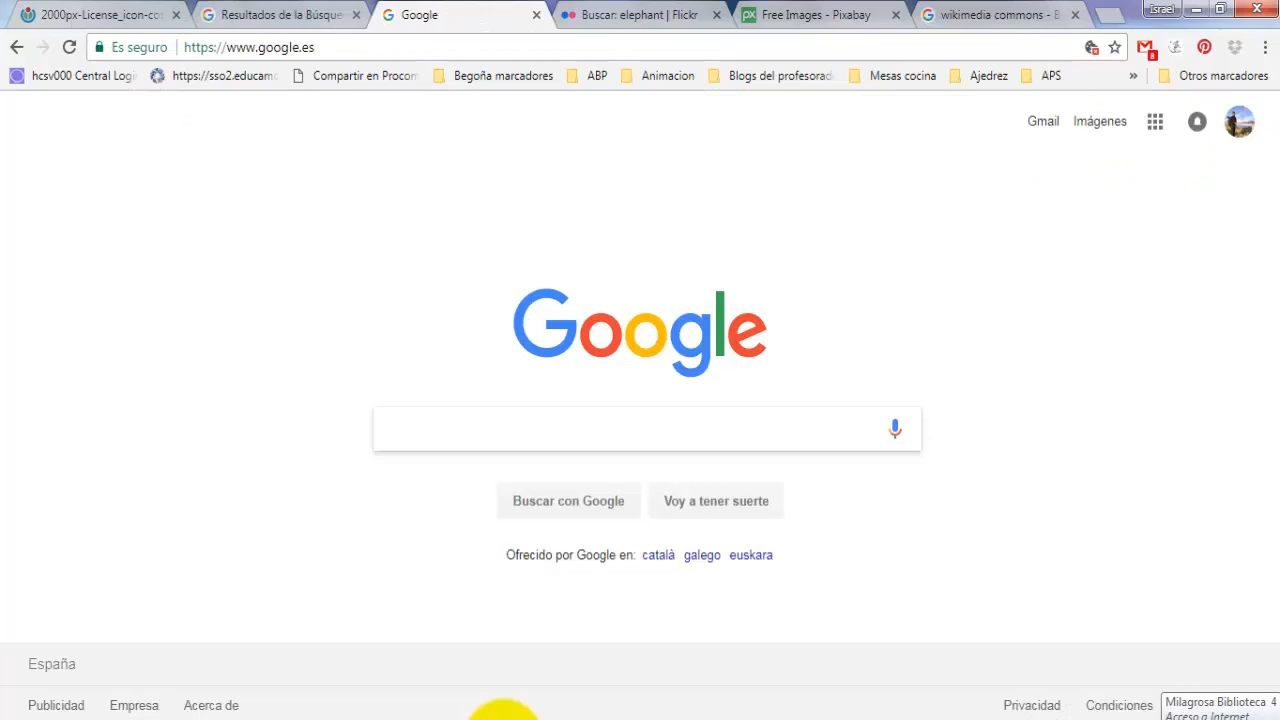 2000px-License_icon-co
Resultados de la Búsque
Google
Buscar: elephant | Flickr
Free Images - Pixabay
wikimedia commons - B
Israel
Es seguro
https://www.google.es
8
hcsv000 Central Logi
https://sso2.educam
Compartir en Procom
Begoña marcadores
ABP
Animacion
Blogs del profesorad
Mesas cocina
Ajedrez
APS
»
Otros marcadores
Gmail
Imágenes
Google
Buscar con Google
Voy a tener suerte
Ofrecido por Google en: català galego euskara
España
Publicidad
Empresa
Acerca de
Privacidad
Condiciones
Milagrosa Biblioteca 4
Acceso a Internet